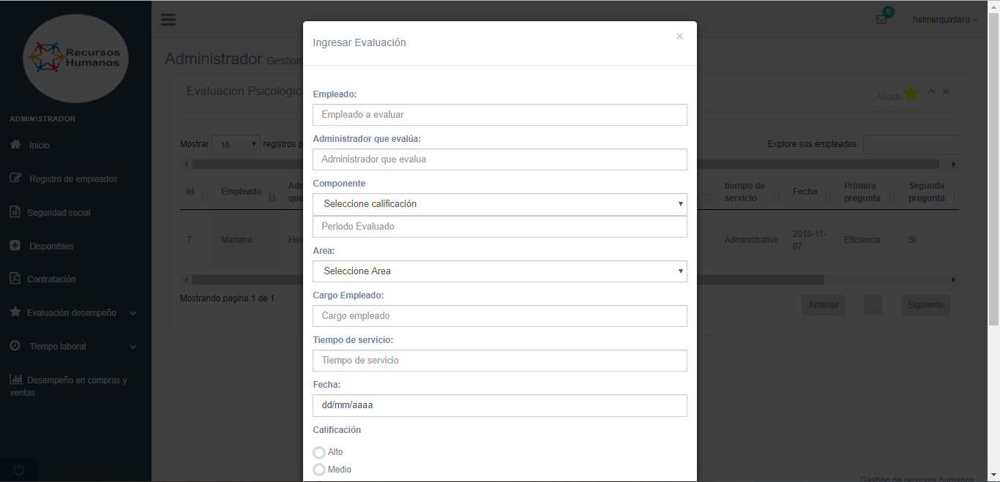 Recursos
Humanos
ADMINISTRADOR
Inicio
Registro de empleados
Seguridad social
Disponibles
Contratación
Evaluación desempeño
Tiempo laboral
Desempeño en compras y
ventas
helmerquintero
Administrador Gestion
Evaluacion Psicologic
Añadir
Mostrar 10 registros p
Explore sus empleados:
Id
Empleado
Adm
que
tiempo de
servicio
Fecha
Primera
pregunta
Segunda
pregunta
7
Mariana
Hel
Administrativo
2018-11-
07
Eficiencia
Si
Mostrando pagina 1 de 1
Anterior
1
Siguiente
Gestión de recursos humanos
Ingresar Evaluación
×
Empleado:
Empleado a evaluar
Administrador que evalúa:
Administrador que evalua
Componente
Seleccione calificación
Periodo Evaluado
Area:
Seleccione Area
Cargo Empleado:
Cargo empleado
Tiempo de servicio:
Tiempo de servicio
Fecha:
dd/mm/aaaa
Calificación
Alto
Medio